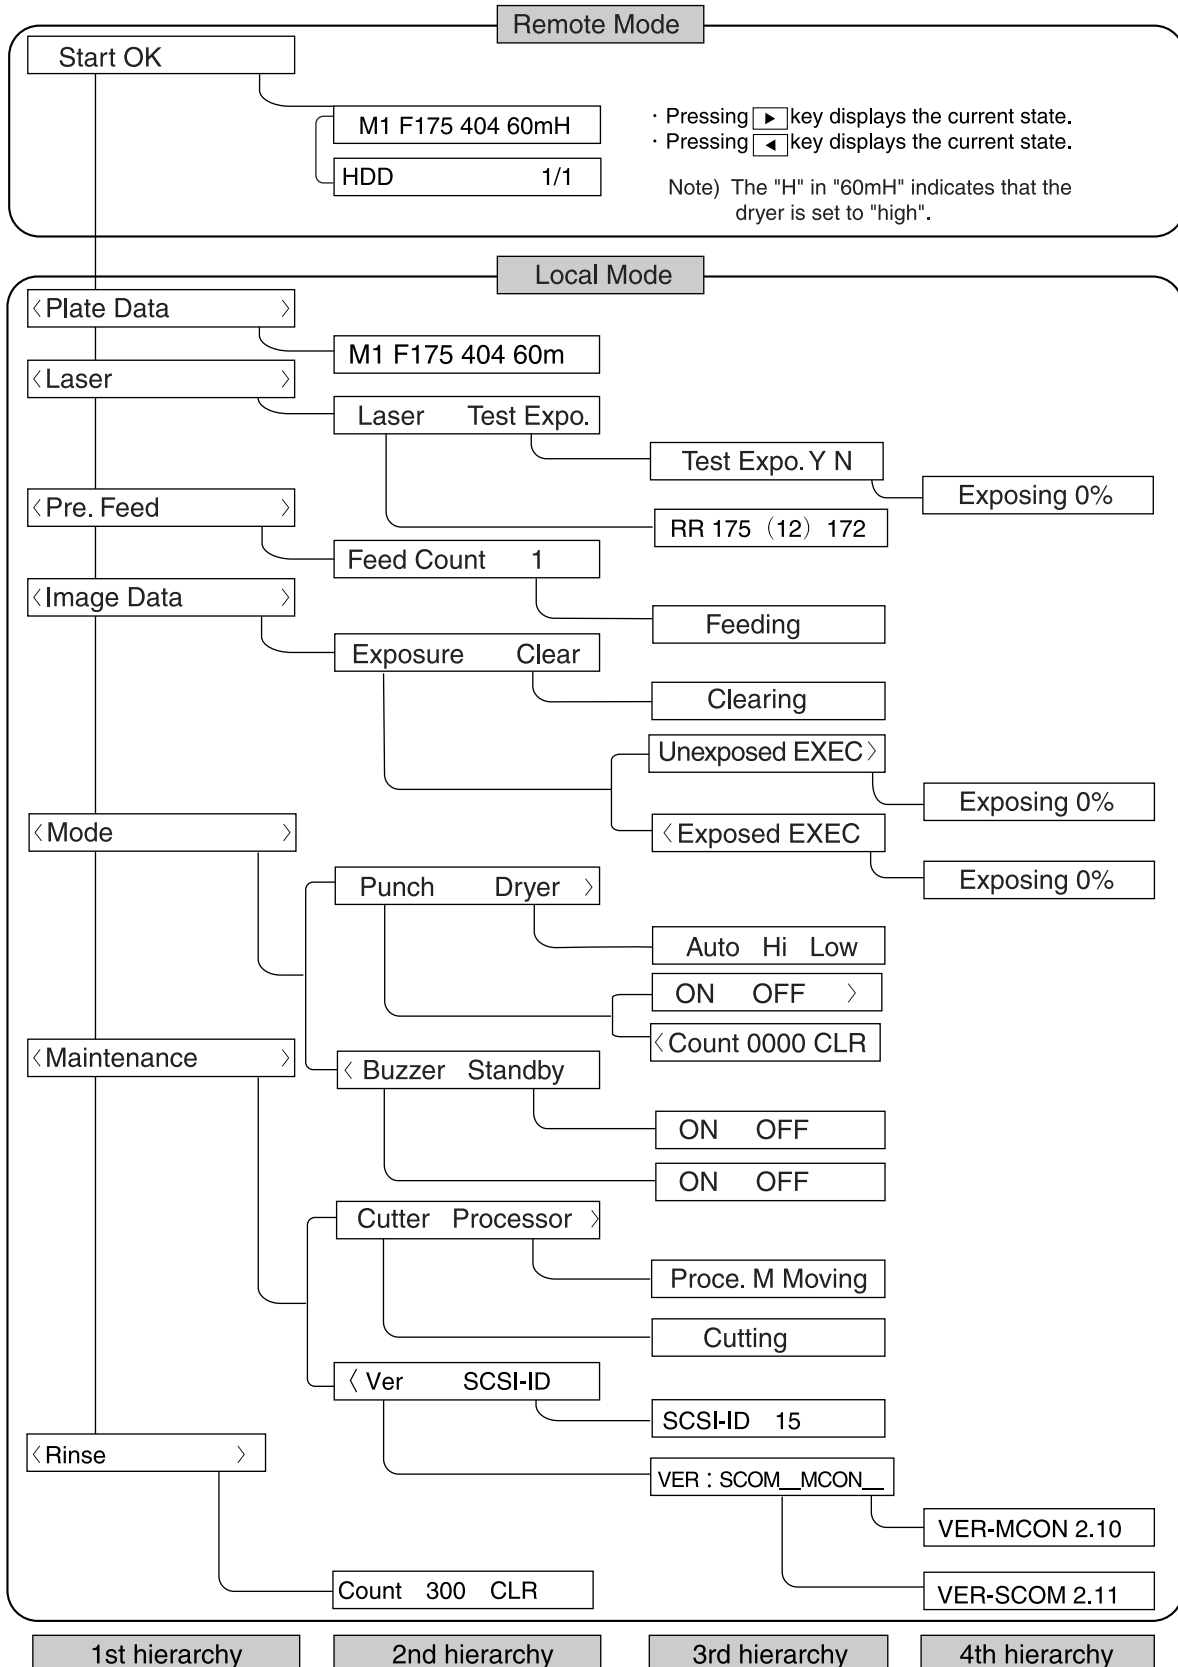 Remote Mode
Start OK
M1 F175 404 60mH
HDD 1/1
· Pressing ▶ key displays the current state.
· Pressing ◀ key displays the current state.
Note) The "H" in "60mH" indicates that the
dryer is set to "high".
Local Mode
〈 Plate Data 〉
M1 F175 404 60m
〈 Laser 〉
Laser Test Expo.
Test Expo. Y N
Exposing 0%
RR 175 (12) 172
〈 Pre. Feed 〉
Feed Count 1
Feeding
〈 Image Data 〉
Exposure Clear
Clearing
Unexposed EXEC 〉
Exposing 0%
〈 Exposed EXEC
Exposing 0%
〈 Mode 〉
Punch Dryer 〉
Auto Hi Low
ON OFF 〉
〈 Count 0000 CLR
〈 Buzzer Standby
ON OFF
ON OFF
〈 Maintenance 〉
Cutter Processor 〉
Proce. M Moving
Cutting
〈 Ver SCSI-ID
SCSI-ID 15
VER : SCOM__MCON__
VER-MCON 2.10
VER-SCOM 2.11
〈 Rinse 〉
Count 300 CLR
1st hierarchy
2nd hierarchy
3rd hierarchy
4th hierarchy